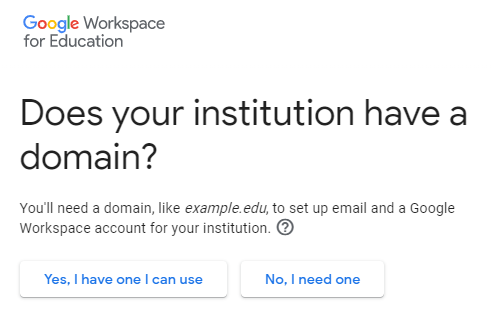 Google Workspace
for Education
Does your institution have a
domain?
You'll need a domain, like example.edu, to set up email and a Google
Workspace account for your institution. ?
Yes, I have one I can use
No, I need one